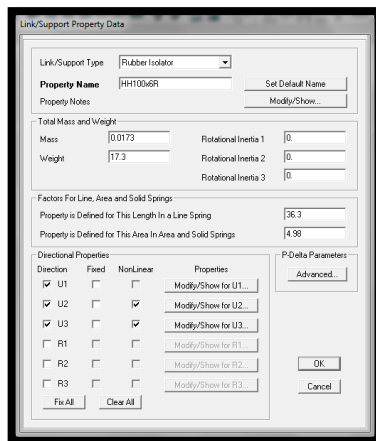 Link/Support Property Data
Link/Support Type Rubber Isolator
Property Name HH100x6R Set Default Name
Property Notes Modify/Show...
Total Mass and Weight
Mass 0.0173 Rotational Inertia 1 0.
Weight 17.3 Rotational Inertia 2 0.
Rotational Inertia 3 0.
Factors For Line, Area and Solid Springs
Property is Defined for This Length In a Line Spring 36.3
Property is Defined for This Area In Area and Solid Springs 4.98
Directional Properties P-Delta Parameters
Direction Fixed NonLinear Properties Advanced...
U1 Modify/Show for U1...
U2 Modify/Show for U2...
U3 Modify/Show for U3...
R1 Modify/Show for R1...
R2 Modify/Show for R2... OK
R3 Modify/Show for R3... Cancel
Fix All Clear All